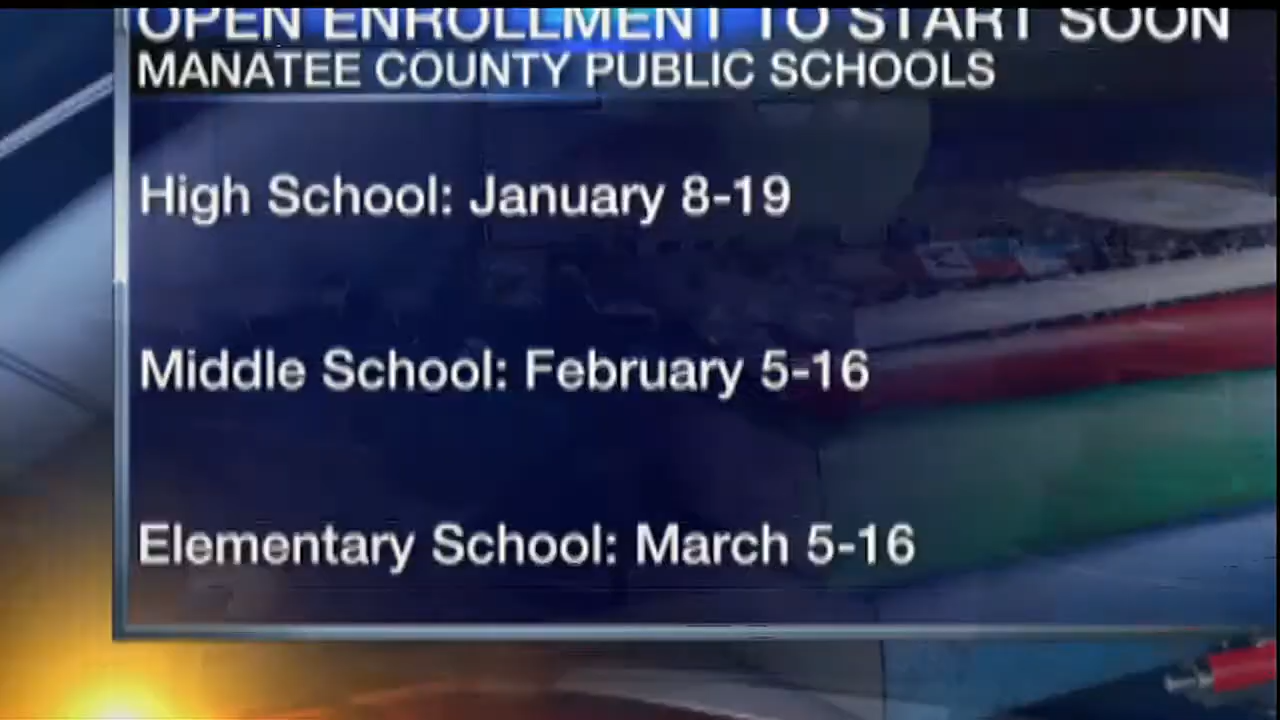 OPEN ENROLLMENT TO START SOON
MANATEE COUNTY PUBLIC SCHOOLS
High School: January 8-19
Middle School: February 5-16
Elementary School: March 5-16